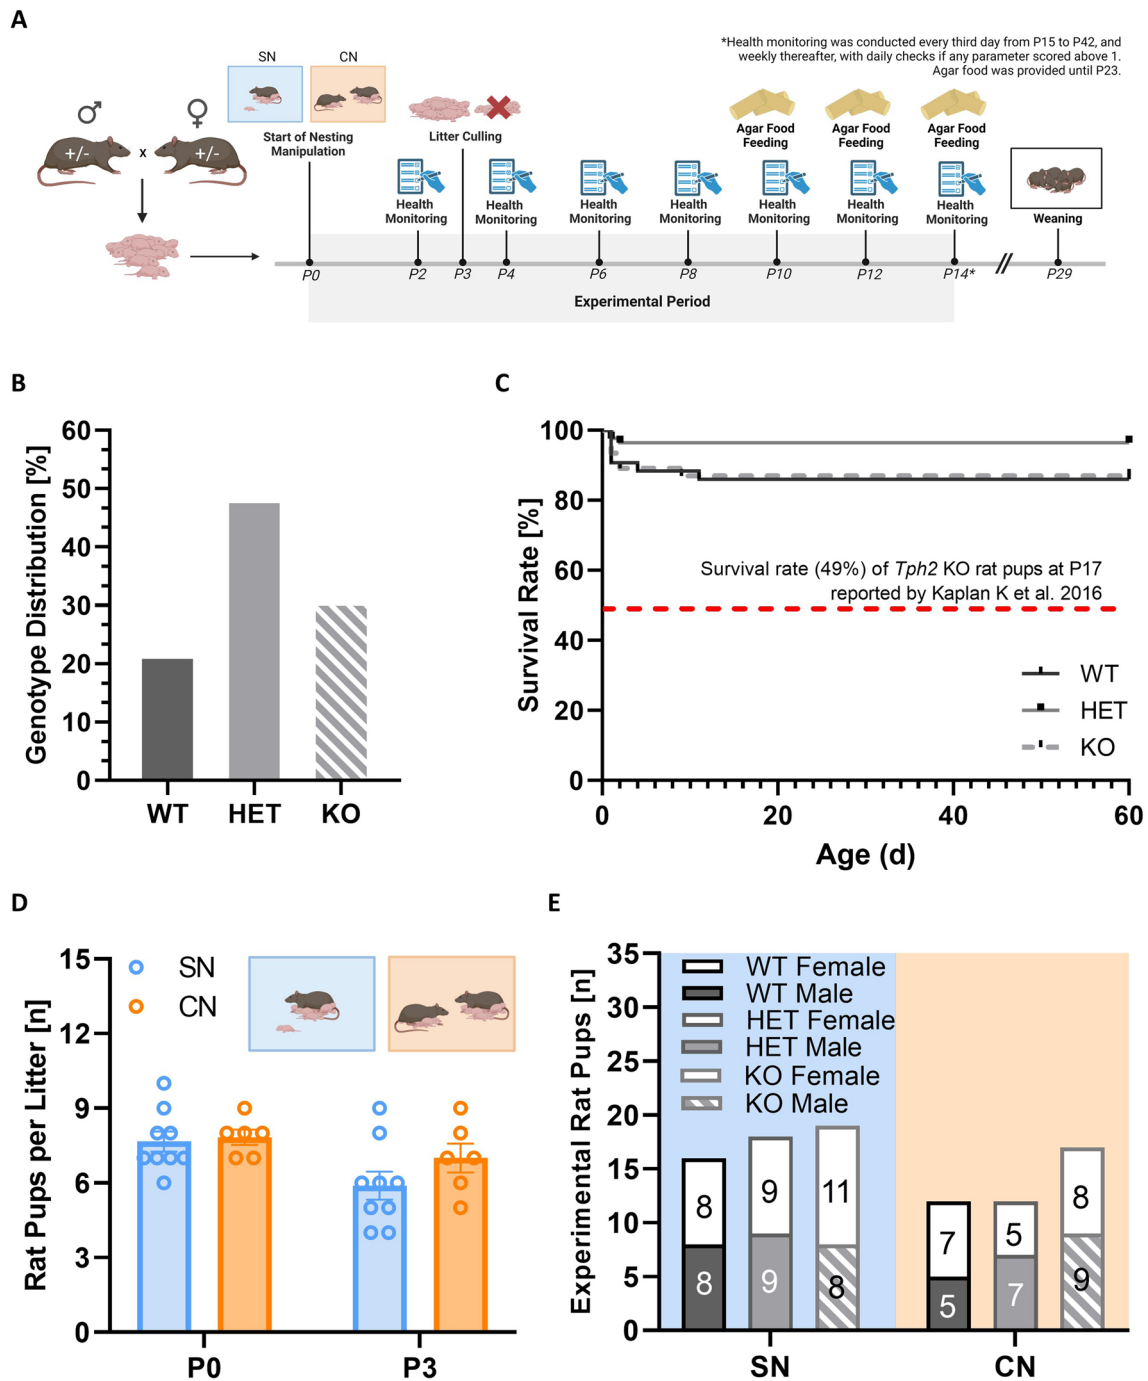 A
*Health monitoring was conducted every third day from P15 to P42, and
weekly thereafter, with daily checks if any parameter scored above 1.
Agar food was provided until P23.
SN
CN
♂
♀
+/-
x
+/-
Start of Nesting
Manipulation
Litter Culling
Agar Food
Feeding
Agar Food
Feeding
Agar Food
Feeding
Health
Monitoring
Health
Monitoring
Health
Monitoring
Health
Monitoring
Health
Monitoring
Health
Monitoring
Health
Monitoring
Weaning
P0
P2
P3
P4
P6
P8
P10
P12
P14*
P29
Experimental Period
B
Genotype Distribution [%]
60
50
40
30
20
10
0
WT
HET
KO
C
Survival Rate [%]
100
80
60
40
20
0
Survival rate (49%) of Tph2 KO rat pups at P17
reported by Kaplan K et al. 2016
WT
HET
KO
0
20
40
60
Age (d)
D
Rat Pups per Litter [n]
15
12
9
6
3
0
SN
CN
P0
P3
E
Experimental Rat Pups [n]
35
30
25
20
15
10
5
0
WT Female
WT Male
HET Female
HET Male
KO Female
KO Male
8
8
9
9
11
8
7
5
5
7
8
9
SN
CN